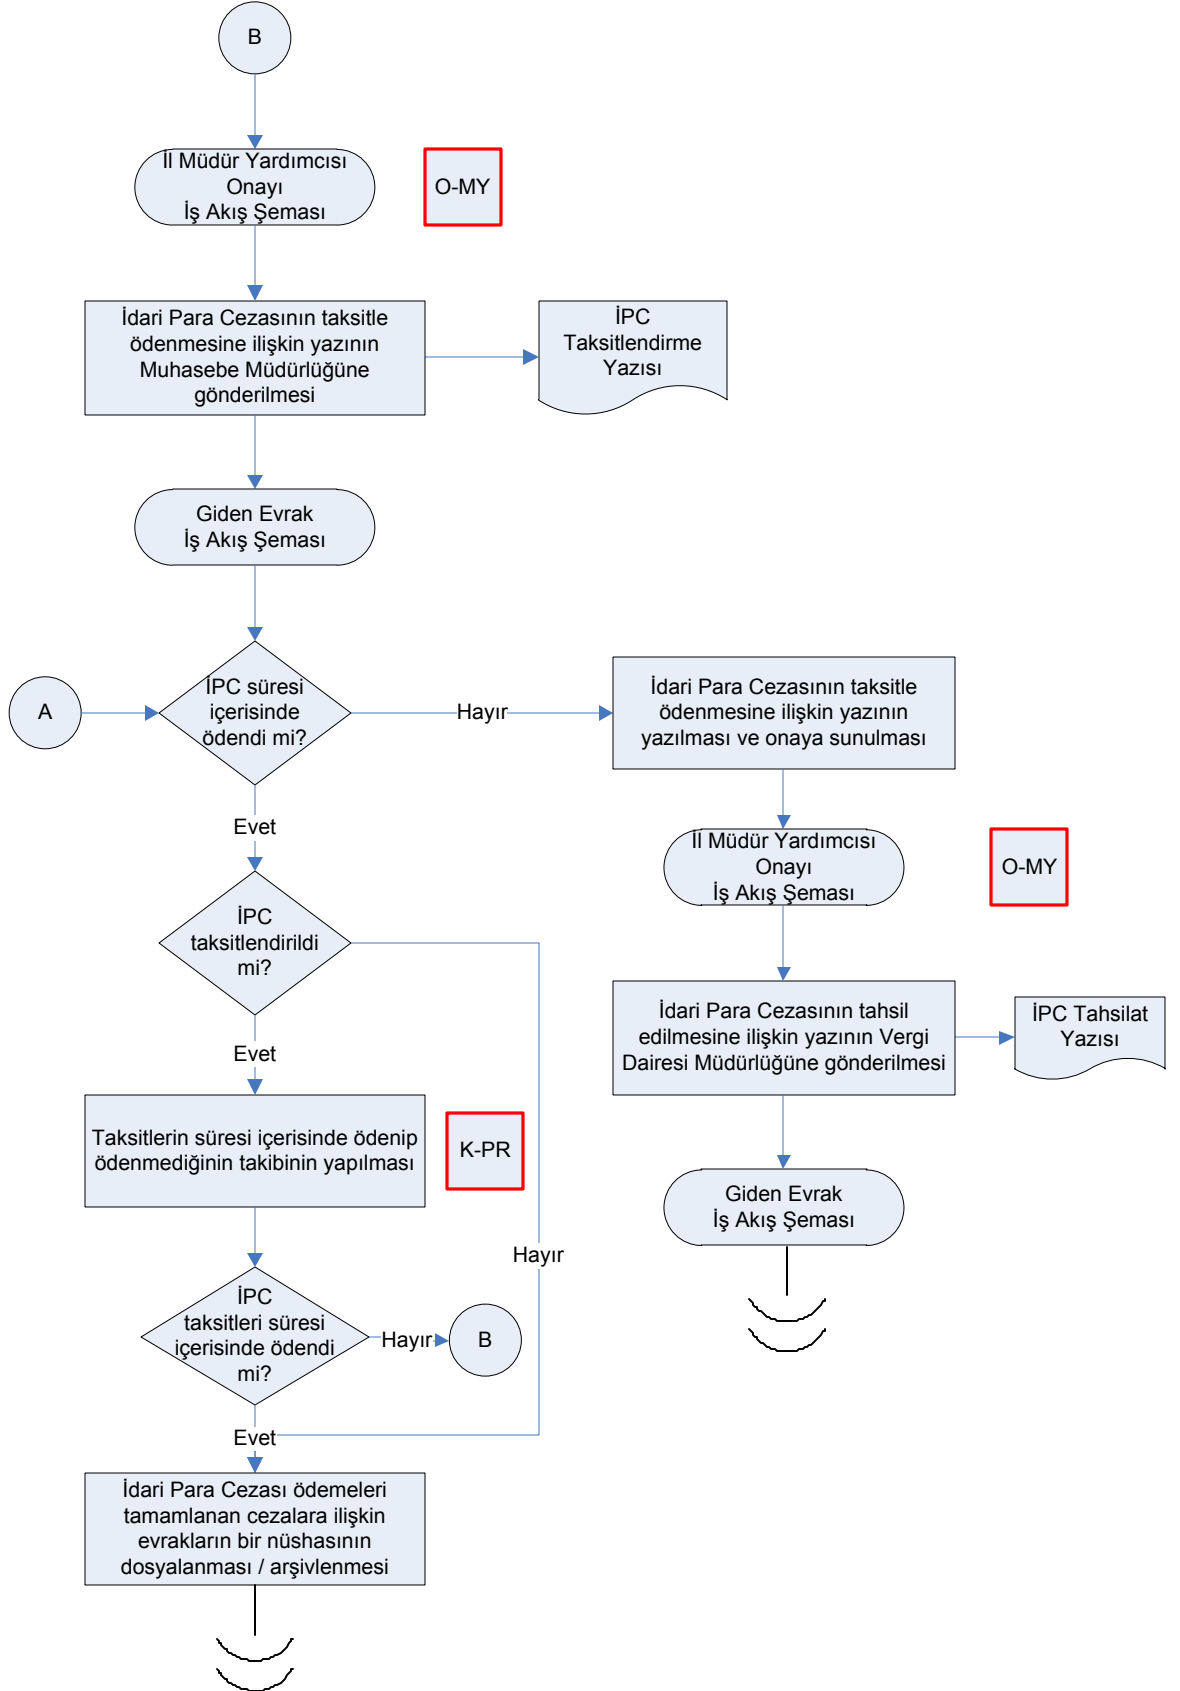 B
İl Müdür Yardımcısı
Onayı
İş Akış Şeması
O-MY
İdari Para Cezasının taksitle
ödenmesine ilişkin yazının
Muhasebe Müdürlüğüne
gönderilmesi
İPC
Taksitlendirme
Yazısı
Giden Evrak
İş Akış Şeması
A
İPC süresi
içerisinde
ödendi mi?
Hayır
İdari Para Cezasının taksitle
ödenmesine ilişkin yazının
yazılması ve onaya sunulması
Evet
İl Müdür Yardımcısı
Onayı
İş Akış Şeması
O-MY
İPC
taksitlendirildi
mi?
İdari Para Cezasının tahsil
edilmesine ilişkin yazının Vergi
Dairesi Müdürlüğüne gönderilmesi
İPC Tahsilat
Yazısı
Evet
Taksitlerin süresi içerisinde ödenip
ödenmediğinin takibinin yapılması
K-PR
Giden Evrak
İş Akış Şeması
Hayır
İPC
taksitleri süresi
içerisinde ödendi
mi?
Hayır
B
Evet
İdari Para Cezası ödemeleri
tamamlanan cezalara ilişkin
evrakların bir nüshasının
dosyalanması / arşivlenmesi